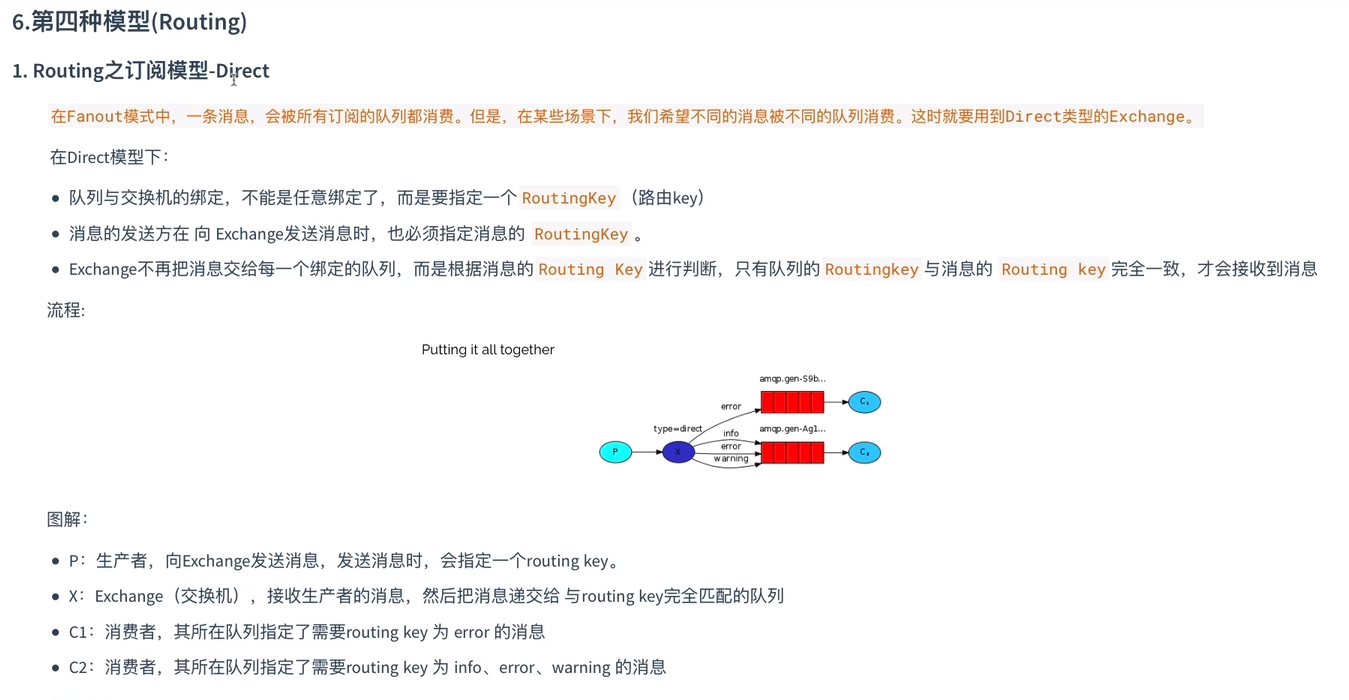 6.第四种模型(Routing)
1. Routing之订阅模型-Direct
在Fanout模式中，一条消息，会被所有订阅的队列都消费。但是，在某些场景下，我们希望不同的消息被不同的队列消费。这时就要用到Direct类型的Exchange。
在Direct模型下：
● 队列与交换机的绑定，不能是任意绑定了，而是要指定一个 RoutingKey （路由key）
● 消息的发送方在 向 Exchange发送消息时，也必须指定消息的 RoutingKey 。
● Exchange不再把消息交给每一个绑定的队列，而是根据消息的 Routing Key 进行判断，只有队列的 Routingkey 与消息的 Routing key 完全一致，才会接收到消息
流程:
Putting it all together
amqp.gen-S9b...
error
C₁
type=direct
info
amqp.gen-Ag1...
error
P
X
warning
C₂
图解：
● P：生产者，向Exchange发送消息，发送消息时，会指定一个routing key。
● X：Exchange（交换机），接收生产者的消息，然后把消息递交给 与routing key完全匹配的队列
● C1：消费者，其所在队列指定了需要routing key 为 error 的消息
● C2：消费者，其所在队列指定了需要routing key 为 info、error、warning 的消息